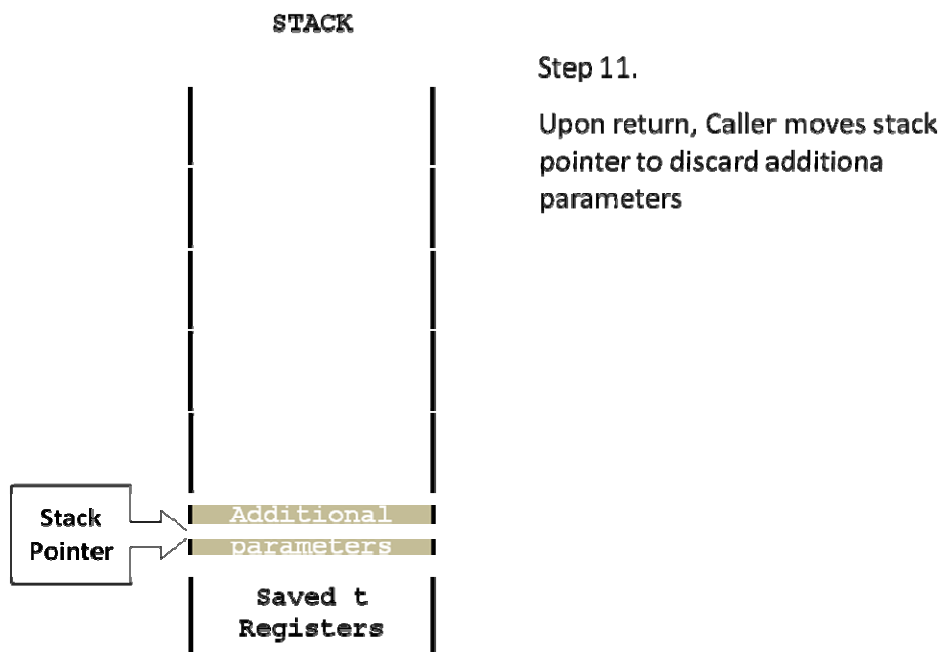 STACK
Step 11.
Upon return, Caller moves stack
pointer to discard additiona
parameters
Additional
parameters
Stack
Pointer
Saved t
Registers